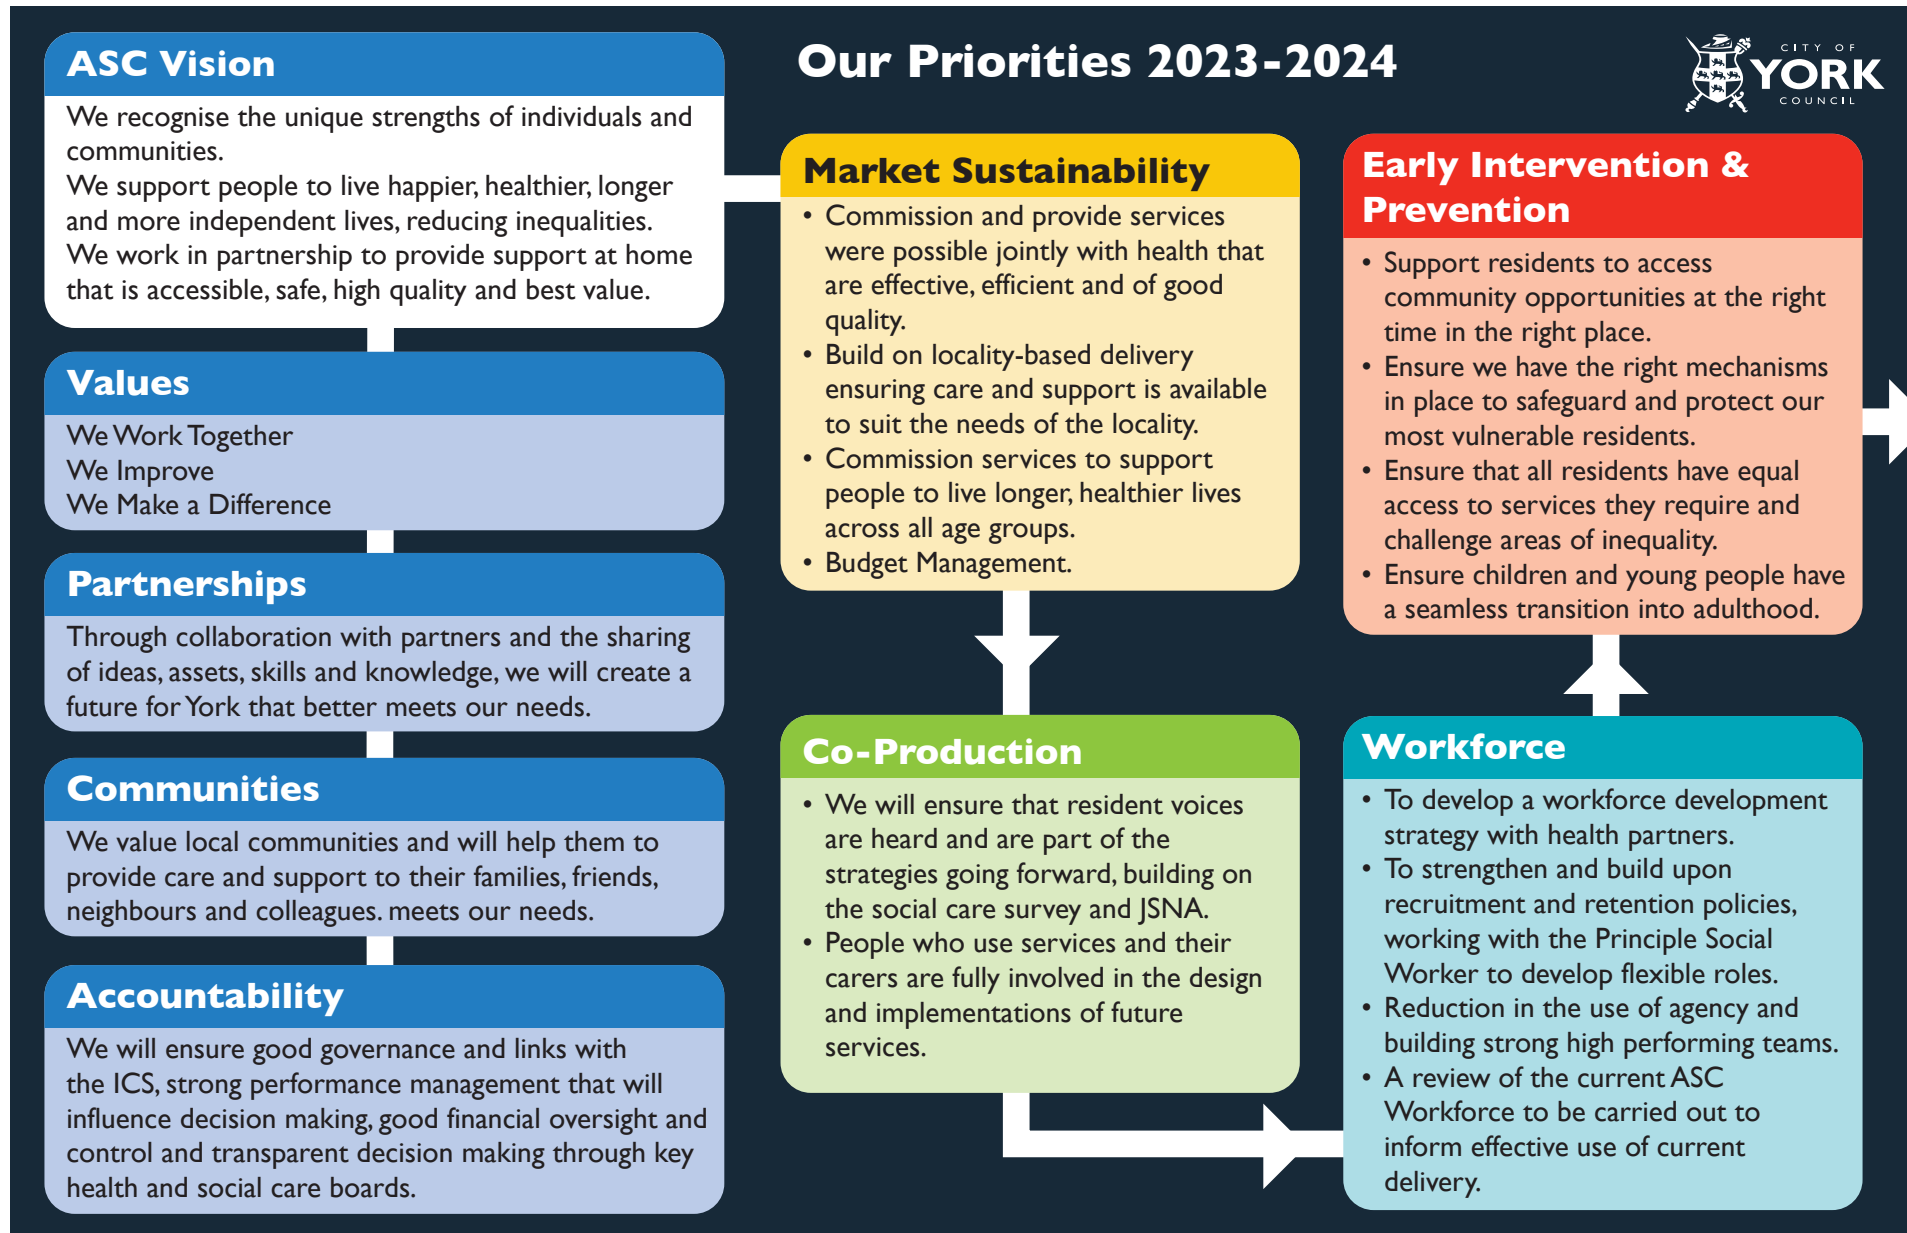 ASC Vision
We recognise the unique strengths of individuals and
communities.
We support people to live happier, healthier, longer
and more independent lives, reducing inequalities.
We work in partnership to provide support at home
that is accessible, safe, high quality and best value.
Values
We Work Together
We Improve
We Make a Difference
Partnerships
Through collaboration with partners and the sharing
of ideas, assets, skills and knowledge, we will create a
future for York that better meets our needs.
Communities
We value local communities and will help them to
provide care and support to their families, friends,
neighbours and colleagues. meets our needs.
Accountability
We will ensure good governance and links with
the ICS, strong performance management that will
influence decision making, good financial oversight and
control and transparent decision making through key
health and social care boards.
Our Priorities 2023-2024
CITY OF
YORK
COUNCIL
Market Sustainability
• Commission and provide services
were possible jointly with health that
are effective, efficient and of good
quality.
• Build on locality-based delivery
ensuring care and support is available
to suit the needs of the locality.
• Commission services to support
people to live longer, healthier lives
across all age groups.
• Budget Management.
Co-Production
• We will ensure that resident voices
are heard and are part of the
strategies going forward, building on
the social care survey and JSNA.
• People who use services and their
carers are fully involved in the design
and implementations of future
services.
Workforce
• To develop a workforce development
strategy with health partners.
• To strengthen and build upon
recruitment and retention policies,
working with the Principle Social
Worker to develop flexible roles.
• Reduction in the use of agency and
building strong high performing teams.
• A review of the current ASC
Workforce to be carried out to
inform effective use of current
delivery.
Early Intervention &
Prevention
• Support residents to access
community opportunities at the right
time in the right place.
• Ensure we have the right mechanisms
in place to safeguard and protect our
most vulnerable residents.
• Ensure that all residents have equal
access to services they require and
challenge areas of inequality.
• Ensure children and young people have
a seamless transition into adulthood.